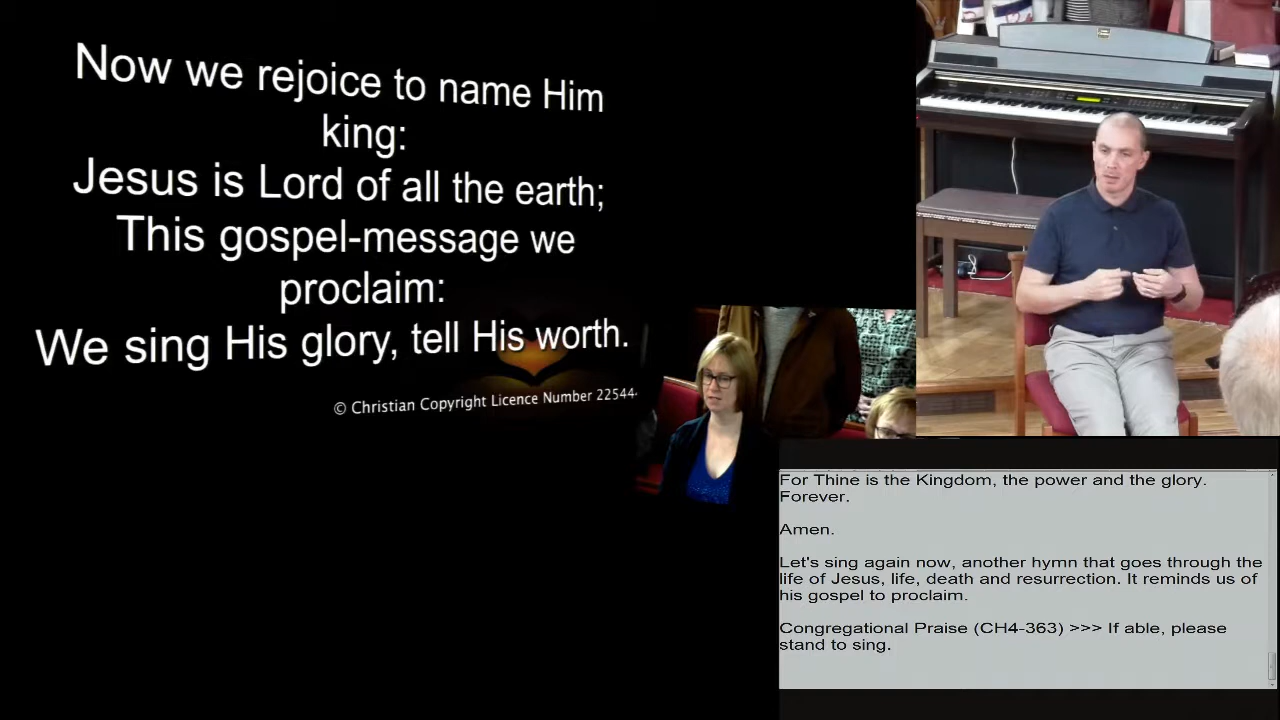 Now we rejoice to name Him
king:
Jesus is Lord of all the earth;
This gospel-message we
proclaim:
We sing His glory, tell His worth.
© Christian Copyright Licence Number 22544
For Thine is the Kingdom, the power and the glory.
Forever.
Amen.
Let's sing again now, another hymn that goes through the
life of Jesus, life, death and resurrection. It reminds us of
his gospel to proclaim.
Congregational Praise (CH4-363) >>> If able, please
stand to sing.